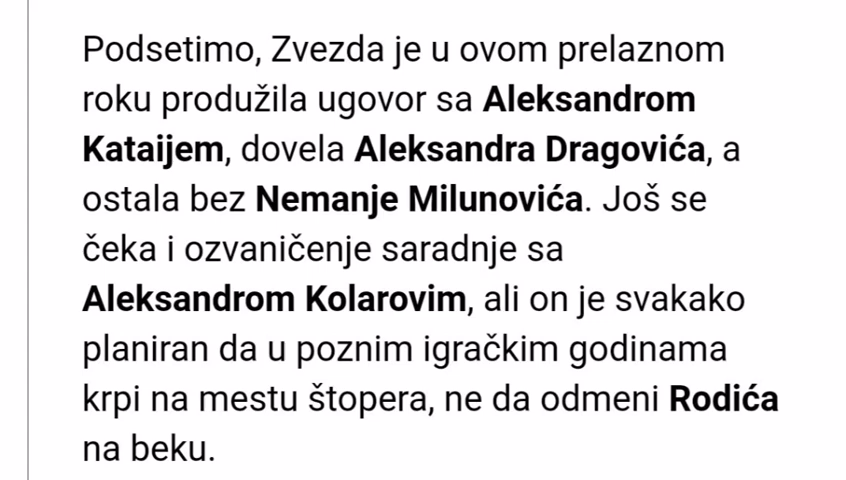 Podsetimo, Zvezda je u ovom prelaznom
roku produžila ugovor sa Aleksandrom
Kataijem, dovela Aleksandra Dragovića, a
ostala bez Nemanje Milunovića. Još se
čeka i ozvaničenje saradnje sa
Aleksandrom Kolarovim, ali on je svakako
planiran da u poznim igračkim godinama
krpi na mestu štopera, ne da odmeni Rodića
na beku.